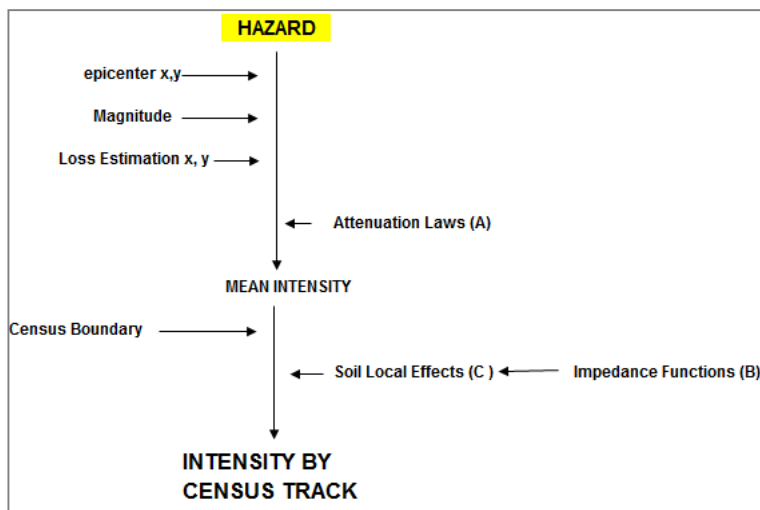 HAZARD
epicenter x,y
Magnitude
Loss Estimation x, y
Attenuation Laws (A)
MEAN INTENSITY
Census Boundary
Soil Local Effects (C ) Impedance Functions (B)
INTENSITY BY
CENSUS TRACK